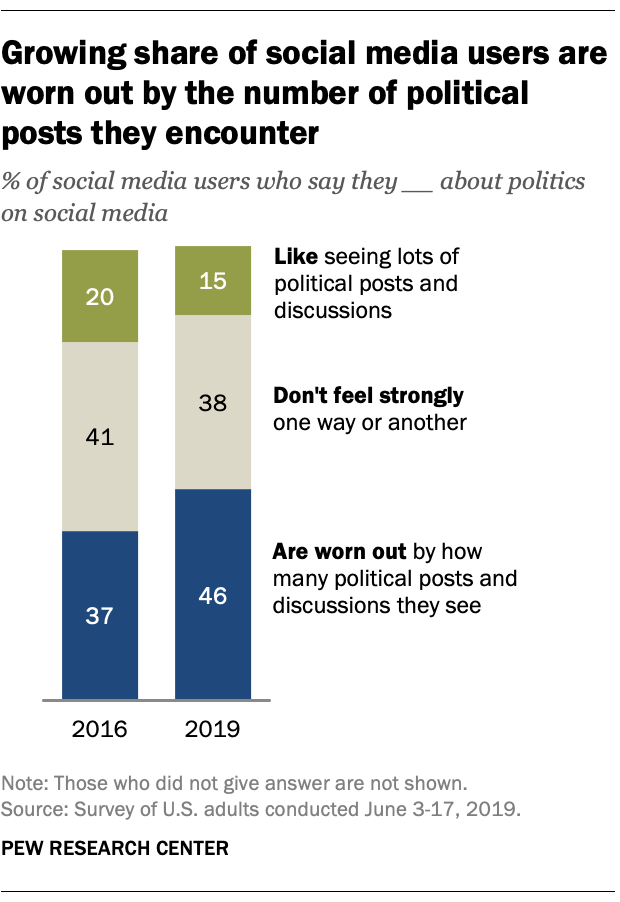 Growing share of social media users are
worn out by the number of political
posts they encounter
% of social media users who say they __ about politics
on social media
20
15
Like seeing lots of
political posts and
discussions
41
38
Don't feel strongly
one way or another
37
46
Are worn out by how
many political posts and
discussions they see
2016
2019
Note: Those who did not give answer are not shown.
Source: Survey of U.S. adults conducted June 3-17, 2019.
PEW RESEARCH CENTER